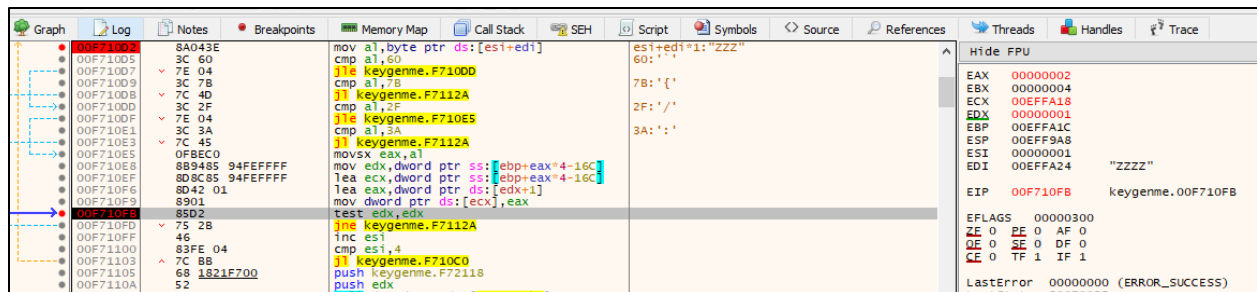 Graph Log Notes Breakpoints Memory Map Call Stack SEH Script Symbols Source References Threads Handles Trace
00F710D2 8A043E mov al,byte ptr ds:[esi+edi] esi+edi*1:"ZZZ"
00F710D5 3C 60 cmp al,60 60:'`'
00F710D7 7E 04 jle keygenme.F710DD
00F710D9 3C 7B cmp al,7B 7B:'{'
00F710DB 7C 4D jl keygenme.F7112A
00F710DD 3C 2F cmp al,2F 2F:'/'
00F710DF 7E 04 jle keygenme.F710E5
00F710E1 3C 3A cmp al,3A 3A:':'
00F710E3 7C 45 jl keygenme.F7112A
00F710E5 0FBEC0 movsx eax,al
00F710E8 8B9485 94FEFFFF mov edx,dword ptr ss:[ebp+eax*4-16C]
00F710EF 8D8C85 94FEFFFF lea ecx,dword ptr ss:[ebp+eax*4-16C]
00F710F6 8D42 01 lea eax,dword ptr ds:[edx+1]
00F710F9 8901 mov dword ptr ds:[ecx],eax
00F710FB 85D2 test edx,edx
00F710FD 75 2B jne keygenme.F7112A
00F710FF 46 inc esi
00F71100 83FE 04 cmp esi,4
00F71103 7C BB jl keygenme.F710C0
00F71105 68 1821F700 push keygenme.F72118
00F7110A 52 push edx
Hide FPU
EAX 00000002
EBX 00000004
ECX 00EFFA18
EDX 00000001
EBP 00EFFA1C
ESP 00EFF9A8
ESI 00000001
EDI 00EFFA24 "ZZZZ"
EIP 00F710FB keygenme.00F710FB
EFLAGS 00000300
ZF 0 PF 0 AF 0
OF 0 SF 0 DF 0
CF 0 TF 1 IF 1
LastError 00000000 (ERROR_SUCCESS)